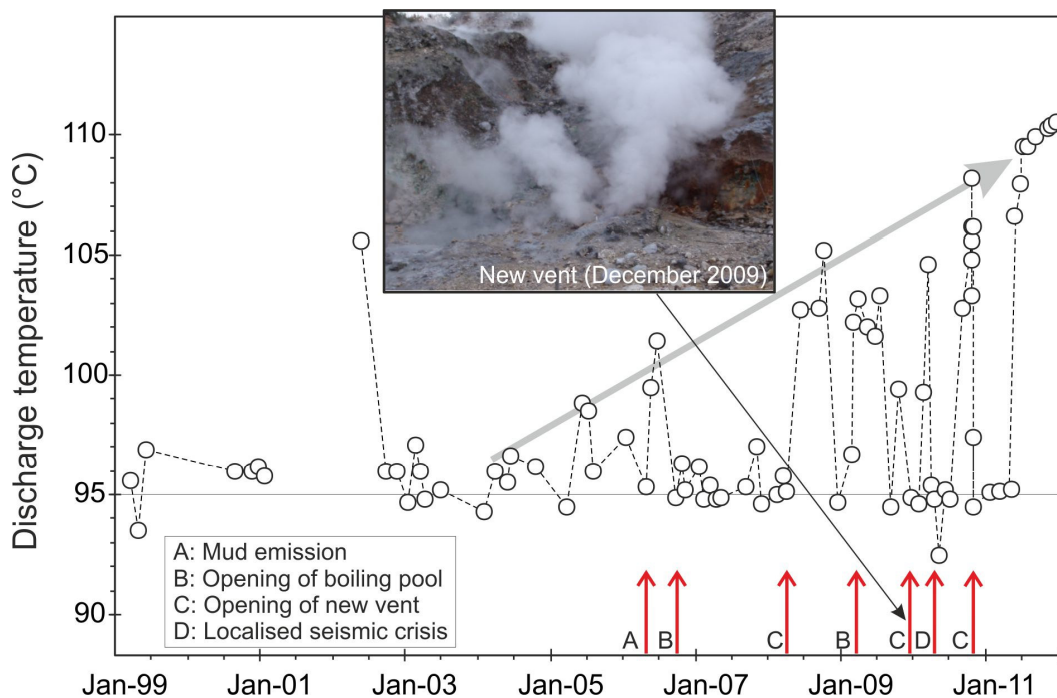 New vent (December 2009)
Discharge temperature (°C)
110
105
100
95
90
A: Mud emission
B: Opening of boiling pool
C: Opening of new vent
D: Localised seismic crisis
A B C B C D C
Jan-99 Jan-01 Jan-03 Jan-05 Jan-07 Jan-09 Jan-11